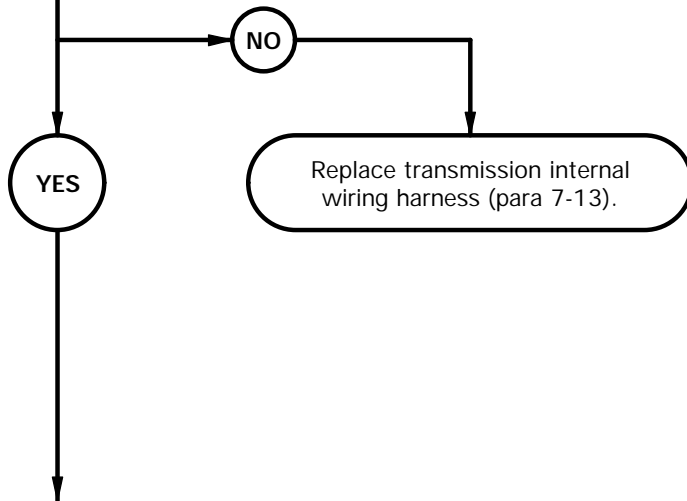 NO
YES
Replace transmission internal
wiring harness (para 7-13).